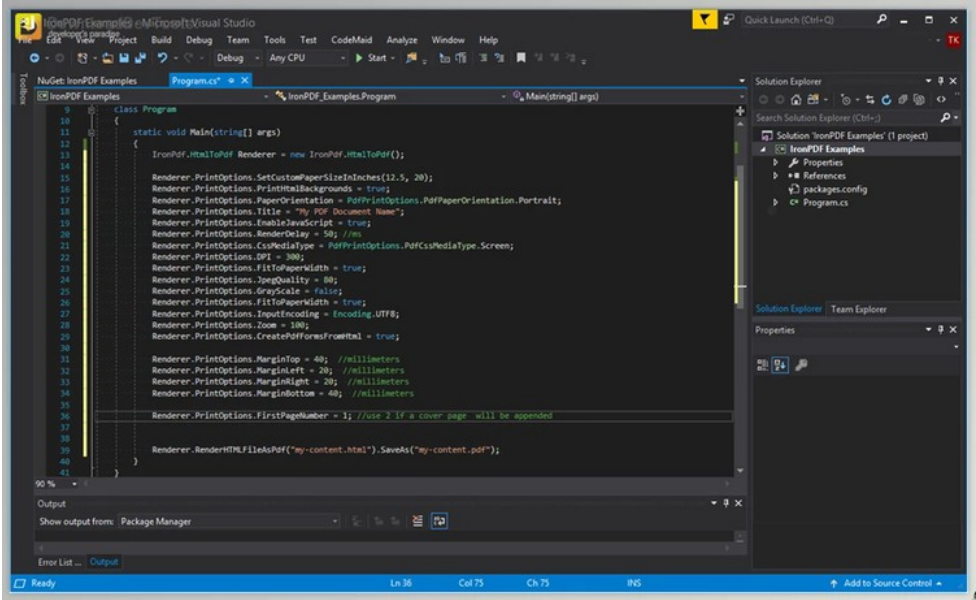 IronPDF Examples - Microsoft Visual Studio
developer's paradise
Quick Launch (Ctrl+Q)
File Edit View Project Build Debug Team Tools Test CodeMaid Analyze Window Help
TK
Debug Any CPU Start
Toolbox
NuGet: IronPDF Examples Program.cs*
IronPDF Examples IronPDF_Examples.Program Main(string[] args)
9 class Program
10 {
11 static void Main(string[] args)
12 {
13 IronPdf.HtmlToPdf Renderer = new IronPdf.HtmlToPdf();
14
15 Renderer.PrintOptions.SetCustomPaperSizeInInches(12.5, 20);
16 Renderer.PrintOptions.PrintHtmlBackgrounds = true;
17 Renderer.PrintOptions.PaperOrientation = PdfPrintOptions.PdfPaperOrientation.Portrait;
18 Renderer.PrintOptions.Title = "My PDF Document Name";
19 Renderer.PrintOptions.EnableJavaScript = true;
20 Renderer.PrintOptions.RenderDelay = 50; //ms
21 Renderer.PrintOptions.CssMediaType = PdfPrintOptions.PdfCssMediaType.Screen;
22 Renderer.PrintOptions.DPI = 300;
23 Renderer.PrintOptions.FitToPaperWidth = true;
24 Renderer.PrintOptions.JpegQuality = 80;
25 Renderer.PrintOptions.GrayScale = false;
26 Renderer.PrintOptions.FitToPaperWidth = true;
27 Renderer.PrintOptions.InputEncoding = Encoding.UTF8;
28 Renderer.PrintOptions.Zoom = 100;
29 Renderer.PrintOptions.CreatePdfFormsFromHtml = true;
30
31 Renderer.PrintOptions.MarginTop = 40; //millimeters
32 Renderer.PrintOptions.MarginLeft = 20; //millimeters
33 Renderer.PrintOptions.MarginRight = 20; //millimeters
34 Renderer.PrintOptions.MarginBottom = 40; //millimeters
35
36 Renderer.PrintOptions.FirstPageNumber = 1; //use 2 if a cover page will be appended
37
38
39 Renderer.RenderHTMLFileAsPdf("my-content.html").SaveAs("my-content.pdf");
40 }
41 }
90 %
Output
Show output from: Package Manager
Error List ... Output
Solution Explorer
Search Solution Explorer (Ctrl+;)
Solution 'IronPDF Examples' (1 project)
IronPDF Examples
Properties
References
packages.config
Program.cs
Solution Explorer Team Explorer
Properties
Ready Ln 36 Col 75 Ch 75 INS Add to Source Control